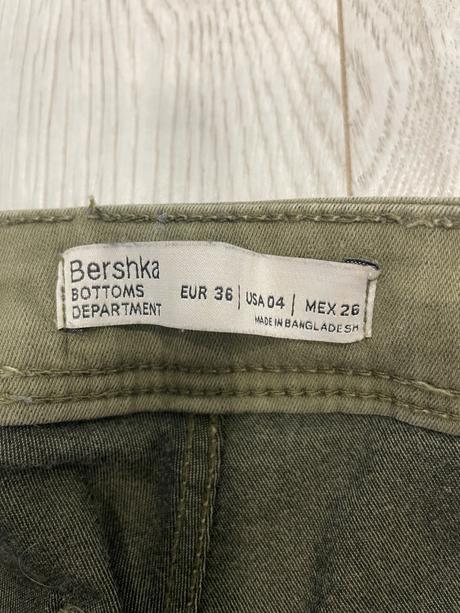 Bershka
BOTTOMS
DEPARTMENT
EUR 36 | USA 04 | MEX 26
MADE IN BANGLADESH